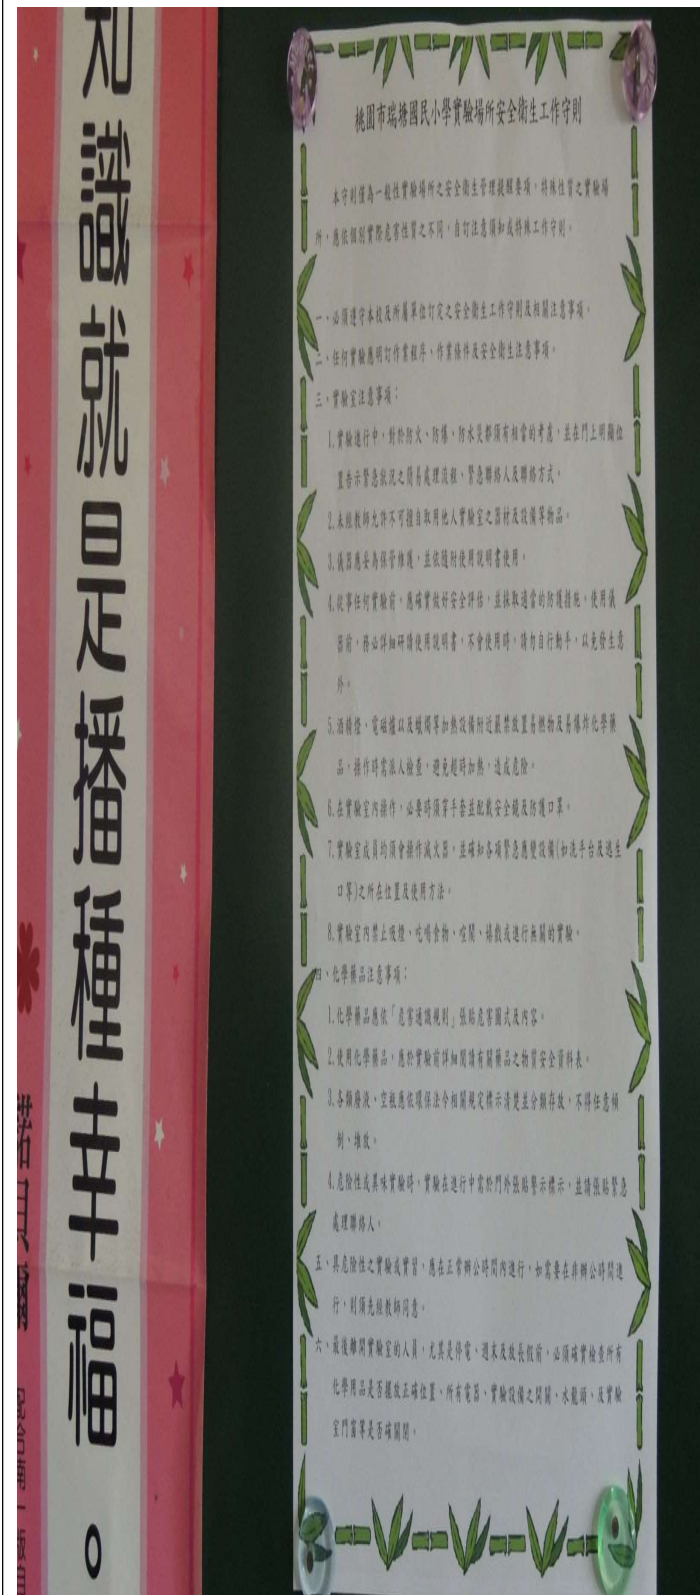 知識就是播種幸福。
桃園市瑞塘國民小學實驗場所安全衛生工作守則
本守則僅為一般性實驗場所之安全衛生管理提醒要項,特殊性質之實驗場
所,應依個別實際危害性質之不同,自訂注意須知或特殊工作守則。
一、必須遵守本校及所屬單位訂定之安全衛生工作守則及相關注意事項。
二、任何實驗應明訂作業程序、作業條件及安全衛生注意事項。
三、實驗室注意事項:
1.實驗進行中,對於防火、防爆、防水災都須有相當的考慮,並在門上明顯位
置告示緊急狀況之簡易處理流程、緊急聯絡人及聯絡方式。
2.未經教師允許不可擅自取用他人實驗室之器材及設備等物品。
3.儀器應妥為保管維護,並依隨附使用說明書使用。
4.從事任何實驗前,應確實做好安全評估,並採取適當的防護措施。使用儀
器前,務必詳細研讀使用說明書,不會使用時,請勿自行動手,以免發生意
外。
5.酒精燈、電磁爐以及蠟燭等加熱設備附近嚴禁放置易燃物及易爆炸化學藥
品,操作時需派人檢查,避免超時加熱,造成危險。
6.在實驗室內操作,必要時須穿手套並配戴安全鏡及防護口罩。
7.實驗室成員均須會操作滅火器,並確知各項緊急應變設備(如洗手台及逃生
口等)之所在位置及使用方法。
8.實驗室內禁止吸煙、吃喝食物、喧鬧、嬉戲或進行無關的實驗。
四、化學藥品注意事項:
1.化學藥品應依「危害通識規則」張貼危害圖式及內容。
2.使用化學藥品,應於實驗前詳細閱讀有關藥品之物質安全資料表。
3.各類廢液、空瓶應依環保法令相關規定標示清楚並分類存放,不得任意傾
倒、堆放。
4.危險性或異味實驗時,實驗在進行中需於門外張貼警示標示,並請張貼緊急
處理聯絡人。
五、具危險性之實驗或實習,應在正常辦公時間內進行,如需要在非辦公時間進
行,則須先經教師同意。
六、最後離開實驗室的人員,尤其是停電、週末及放長假前,必須確實檢查所有
化學用品是否擺放正確位置、所有電器、實驗設備之開關、水龍頭、及實驗
室門窗等是否確關閉。